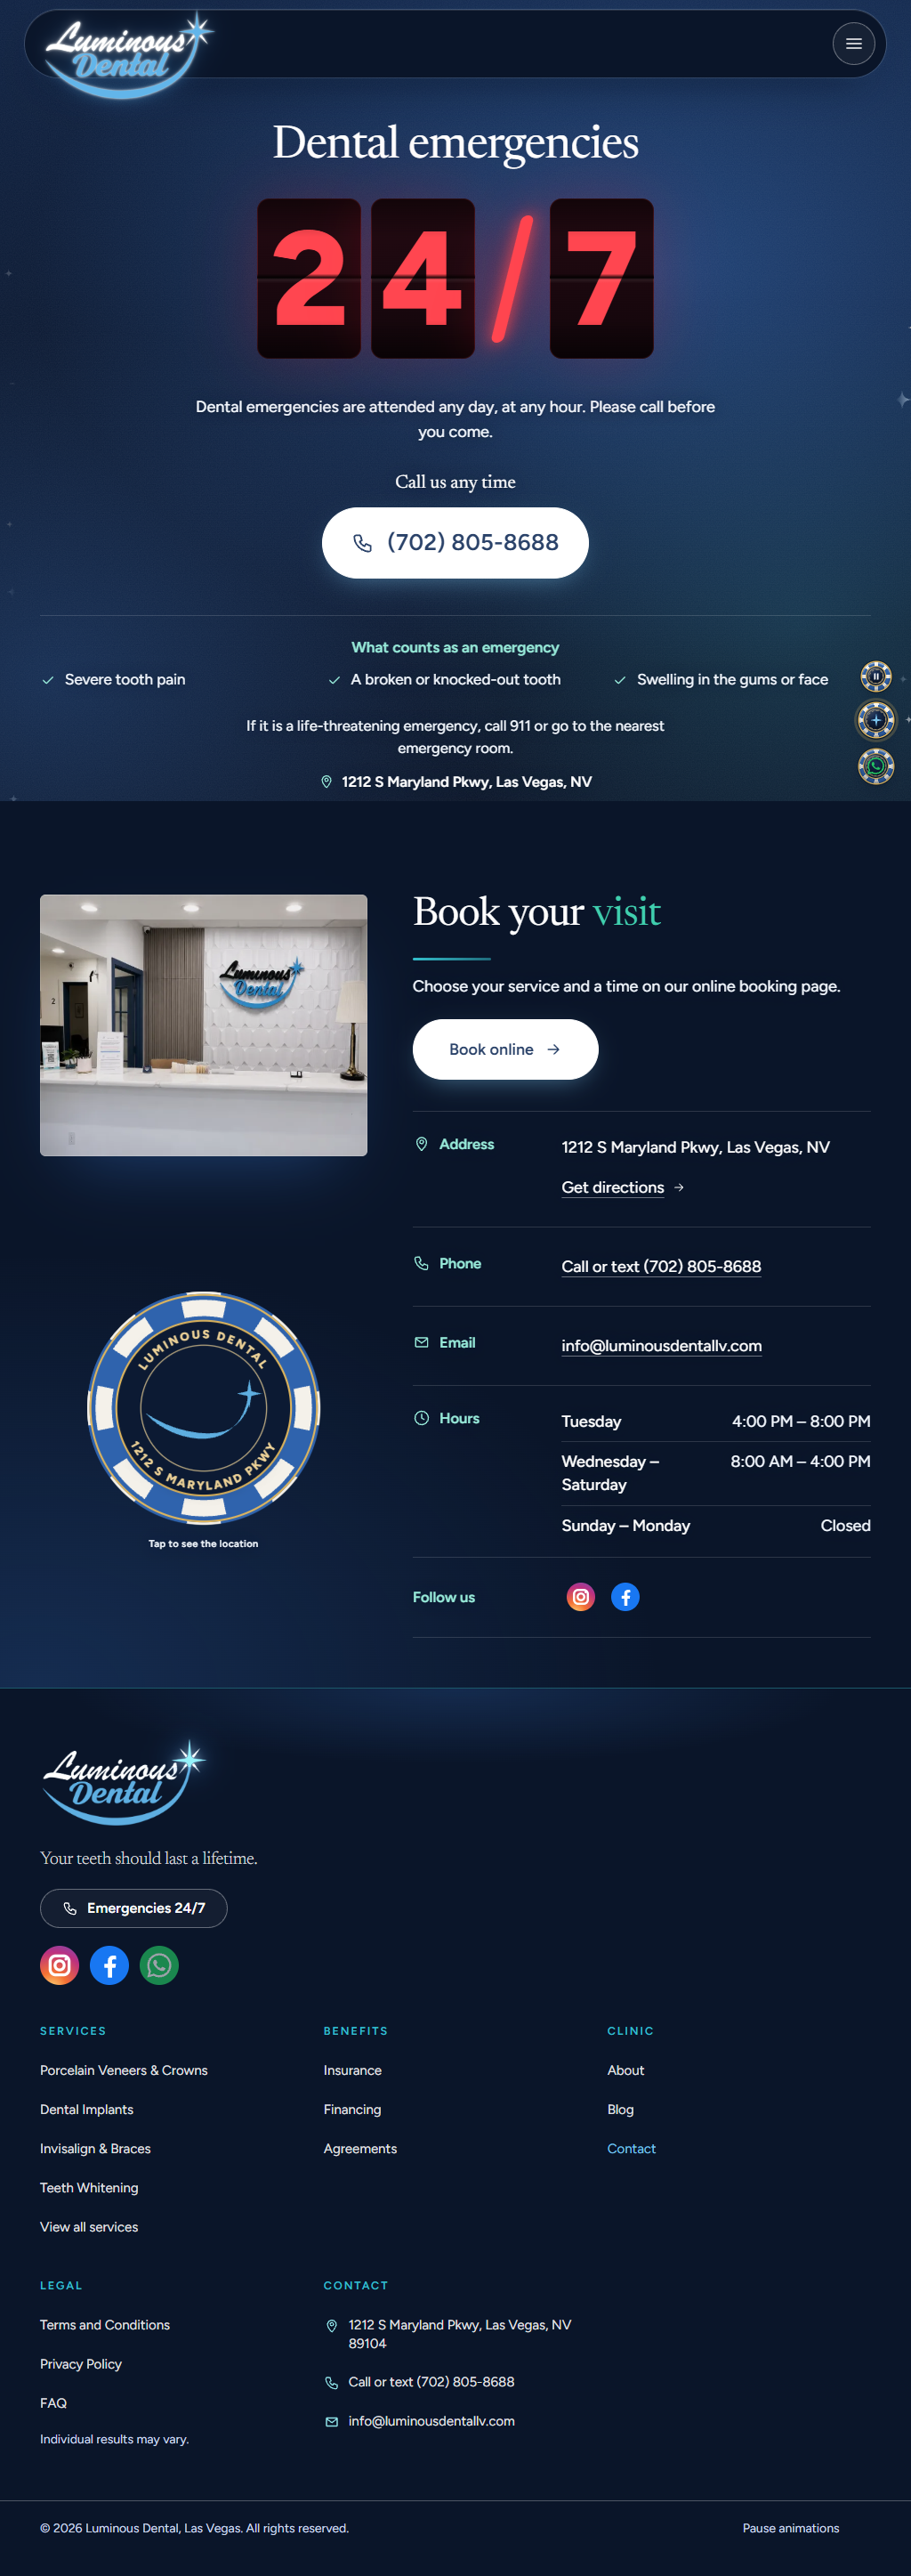 Luminous
Dental
Dental emergencies
24/7
Dental emergencies are attended any day, at any hour. Please call before
you come.
Call us any time
(702) 805-8688
What counts as an emergency
Severe tooth pain
A broken or knocked-out tooth
Swelling in the gums or face
If it is a life-threatening emergency, call 911 or go to the nearest
emergency room.
1212 S Maryland Pkwy, Las Vegas, NV
Luminous
Dental
Book your visit
Choose your service and a time on our online booking page.
Book online
Address
1212 S Maryland Pkwy, Las Vegas, NV
Get directions
Phone
Call or text (702) 805-8688
Email
info@luminousdentallv.com
Hours
Tuesday 4:00 PM – 8:00 PM
Wednesday – 8:00 AM – 4:00 PM
Saturday
Sunday – Monday Closed
Follow us
LUMINOUS DENTAL
1212 S MARYLAND PKWY
Tap to see the location
Luminous
Dental
Your teeth should last a lifetime.
Emergencies 24/7
SERVICES
Porcelain Veneers & Crowns
Dental Implants
Invisalign & Braces
Teeth Whitening
View all services
BENEFITS
Insurance
Financing
Agreements
CLINIC
About
Blog
Contact
LEGAL
Terms and Conditions
Privacy Policy
FAQ
Individual results may vary.
CONTACT
1212 S Maryland Pkwy, Las Vegas, NV
89104
Call or text (702) 805-8688
info@luminousdentallv.com
© 2026 Luminous Dental, Las Vegas. All rights reserved.
Pause animations